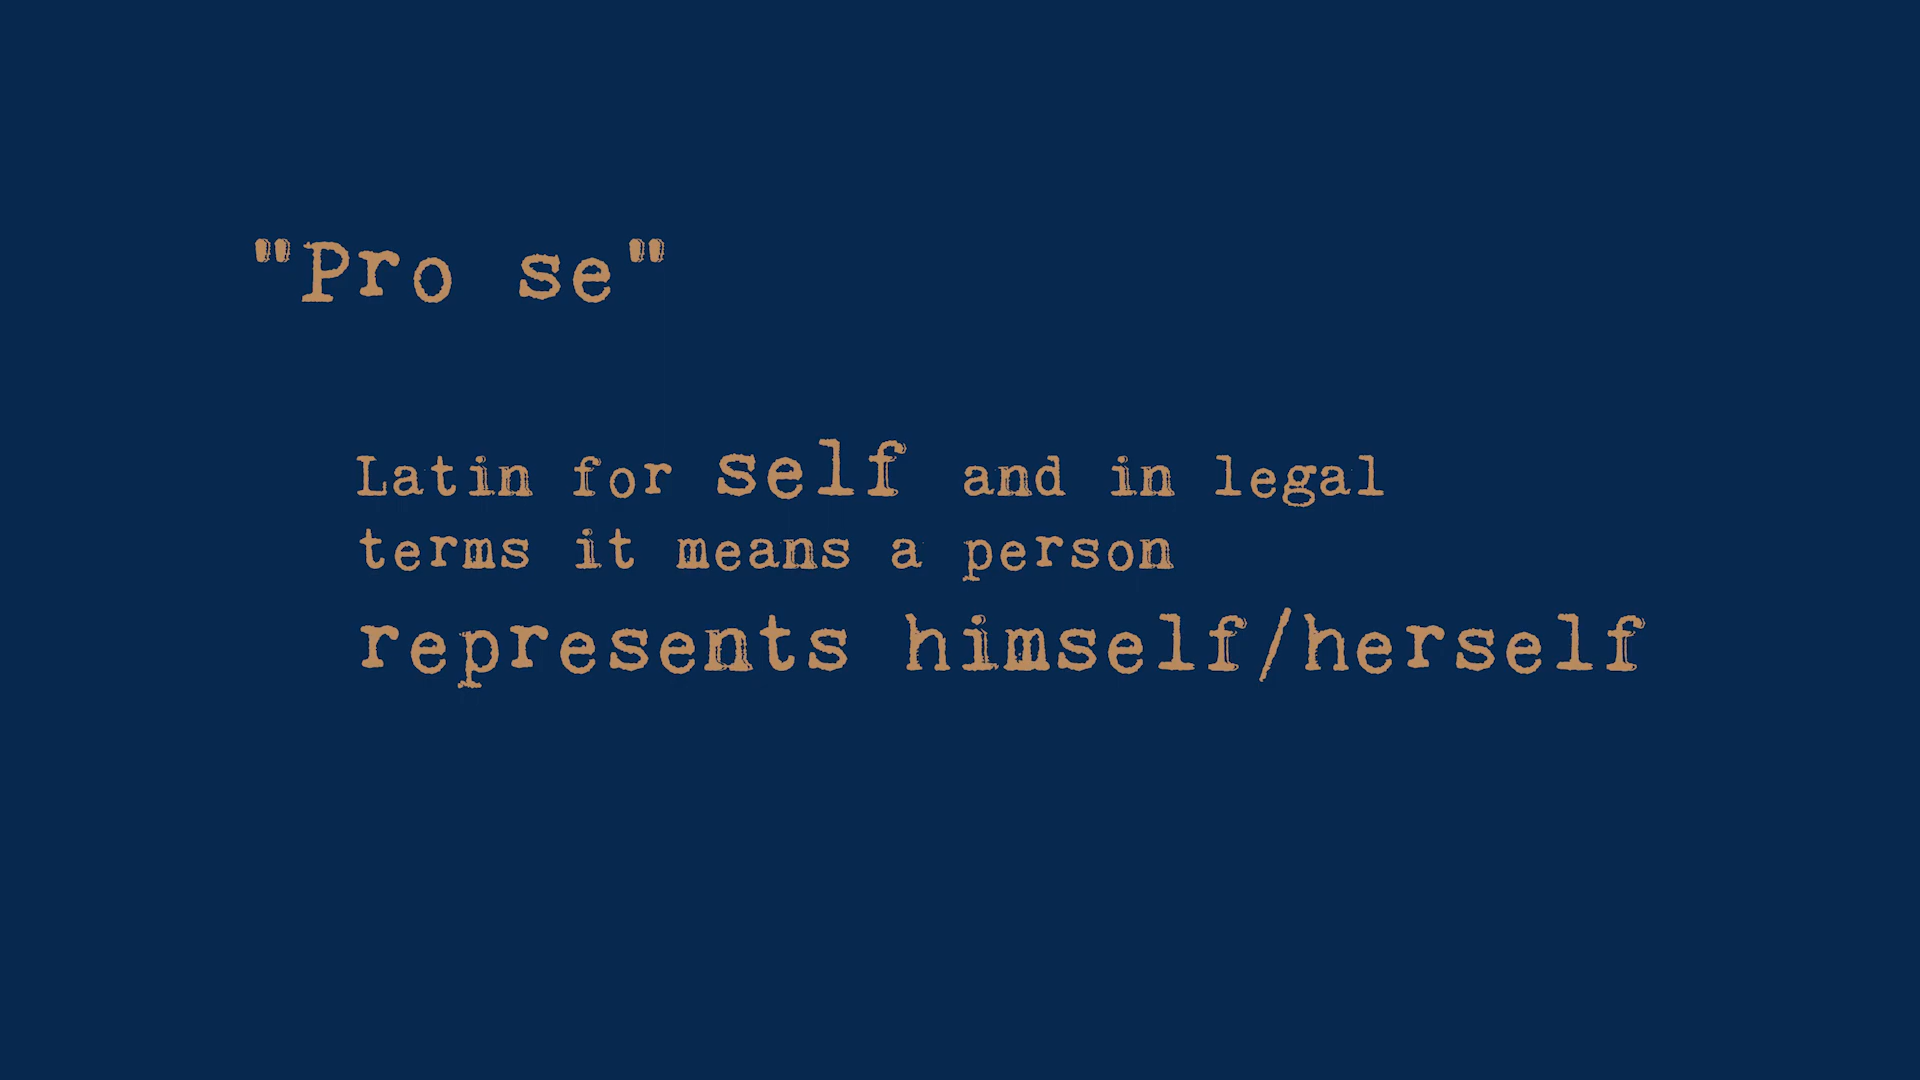 "Pro se"
Latin for self and in legal
terms it means a person
represents himself/herself